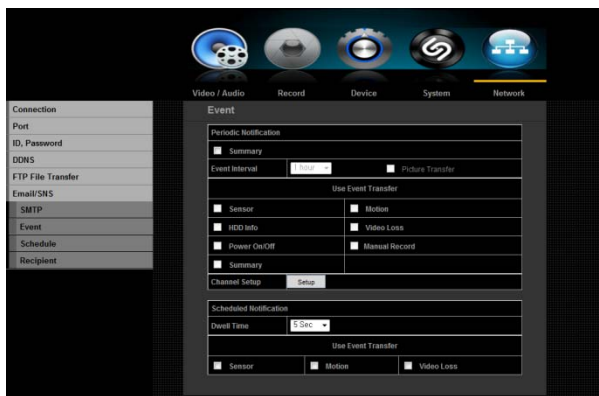 Video / Audio Record Device System Network
Connection
Port
ID, Password
DDNS
FTP File Transfer
Email/SNS
SMTP
Event
Schedule
Recipient
Event
Periodic Notification
Summary
Event Interval 1 hour Picture Transfer
Use Event Transfer
Sensor Motion
HDD Info Video Loss
Power On/Off Manual Record
Summary
Channel Setup Setup
Scheduled Notification
Dwell Time 5 Sec
Use Event Transfer
Sensor Motion Video Loss